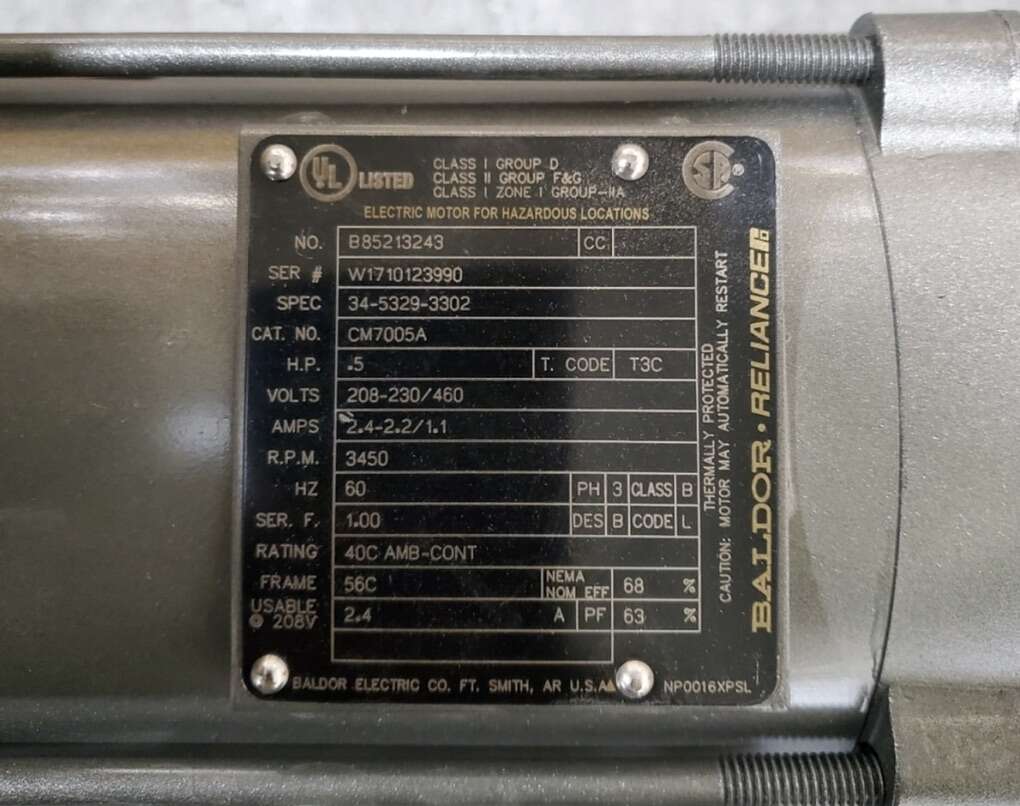 UL LISTED
CLASS I GROUP D
CLASS II GROUP F&G
CLASS I ZONE I GROUP-IIA
ELECTRIC MOTOR FOR HAZARDOUS LOCATIONS
NO. B85213243 CC
SER # W1710123990
SPEC 34-5329-3302
CAT. NO. CM7005A
H.P. .5 T. CODE T3C
VOLTS 208-230/460
AMPS 2.4-2.2/1.1
R.P.M. 3450
HZ 60 PH 3 CLASS B
SER. F. 1.00 DES B CODE L
RATING 40C AMB-CONT
FRAME 56C NEMA NOM EFF 68 %
USABLE @ 208V 2.4 A PF 63 %
BALDOR ELECTRIC CO. FT. SMITH, AR U.S.A
NP0016XPSL
THERMALLY PROTECTED
CAUTION: MOTOR MAY AUTOMATICALLY RESTART
BALDOR · RELIANCE